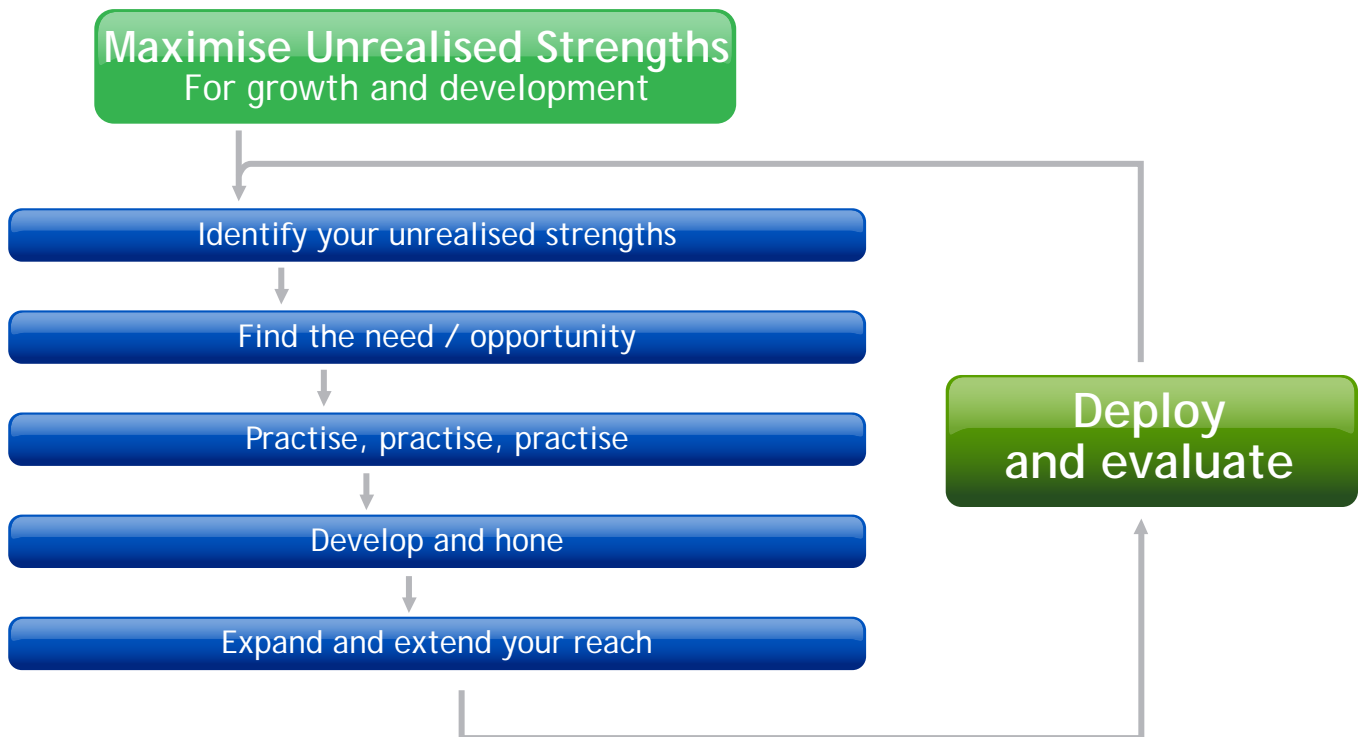 Maximise Unrealised Strengths
For growth and development
Identify your unrealised strengths
Find the need / opportunity
Practise, practise, practise
Develop and hone
Expand and extend your reach
Deploy
and evaluate